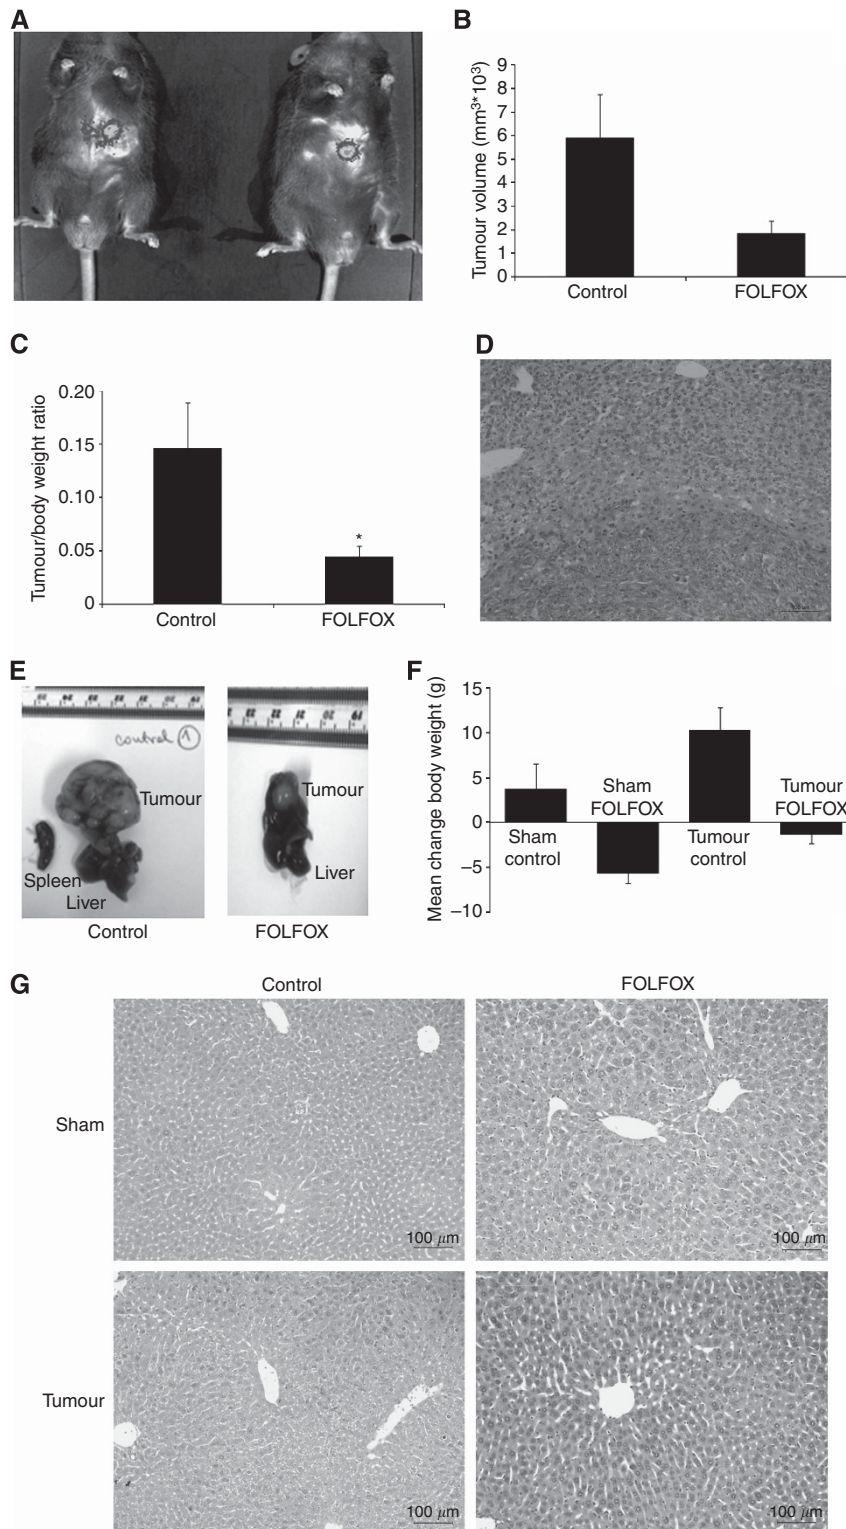 A
B
Tumour volume (mm³*10³)
9
8
7
6
5
4
3
2
1
0
Control
FOLFOX
C
Tumour/body weight ratio
0.20
0.15
0.10
0.05
0
*
Control
FOLFOX
D
E
control 1
Tumour
Spleen
Liver
Control
Tumour
Liver
FOLFOX
F
Mean change body weight (g)
15
10
5
0
–5
–10
Sham
control
Sham
FOLFOX
Tumour
control
Tumour
FOLFOX
G
Control
FOLFOX
Sham
100 μm
100 μm
Tumour
100 μm
100 μm